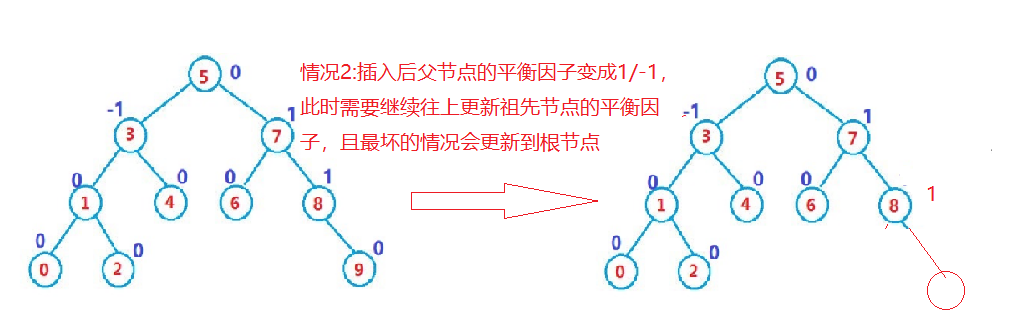 情况2:插入后父节点的平衡因子变成1/-1，
此时需要继续往上更新祖先节点的平衡因
子，且最坏的情况会更新到根节点
5 0
-1 1
3 7
0 0 0 1
1 4 6 8
0 0 0
0 2 9
5 0
-1 1
3 7
0 0 0 1
1 4 6 8
0 0
0 2